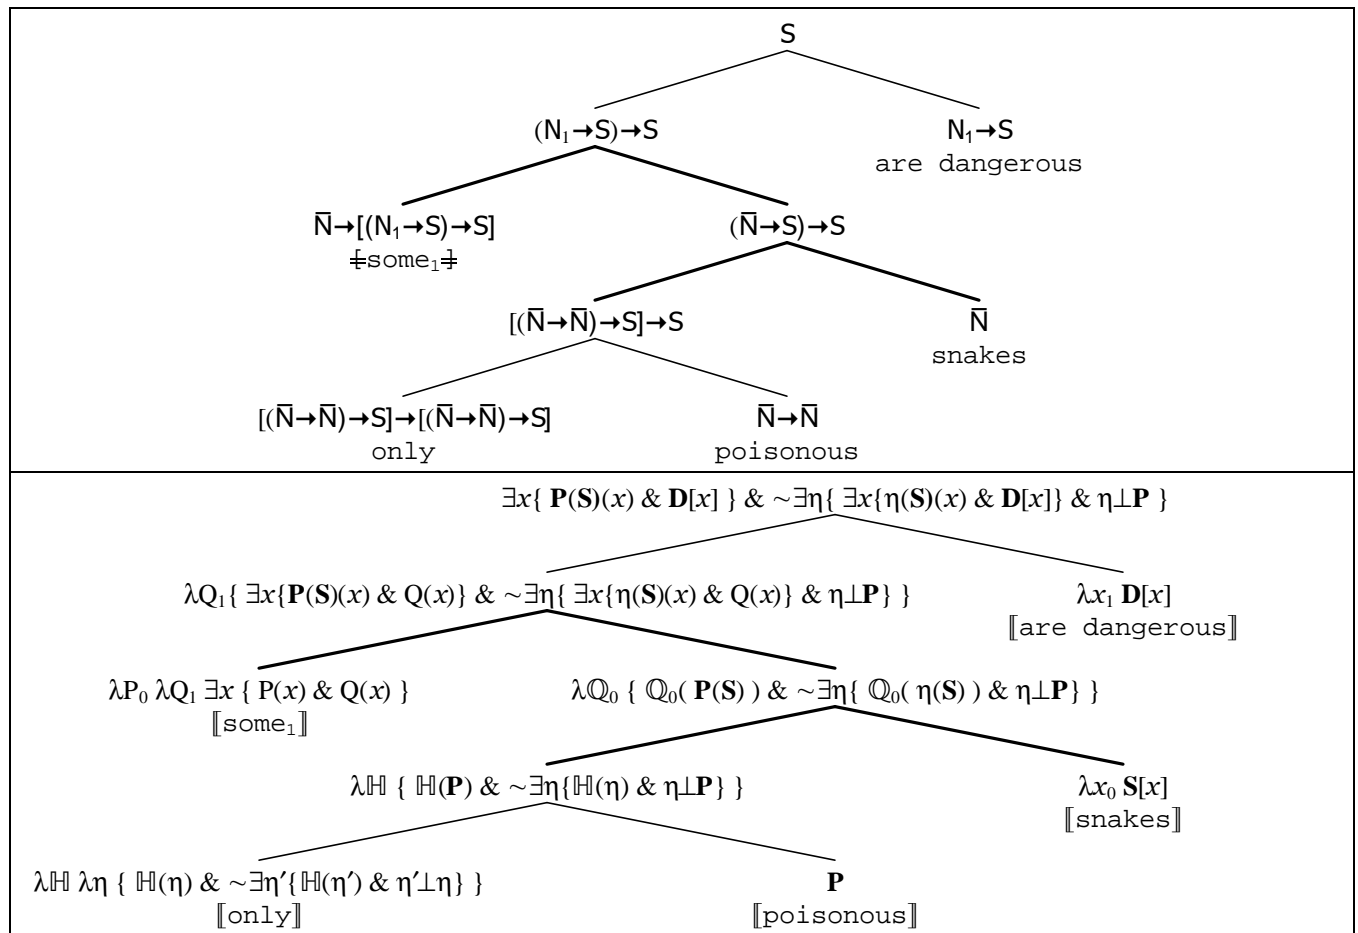 S
(N₁→S)→S N₁→S
are dangerous
N̅→[(N₁→S)→S] (N̅→S)→S
[some₁]
[(N̅→N̅)→S]→S N̅
snakes
[(N̅→N̅)→S]→[(N̅→N̅)→S] N̅→N̅
only poisonous
∃x{ P(S)(x) & D[x] } & ~∃η{ ∃x{η(S)(x) & D[x]} & η⊥P }
λQ₁{ ∃x{P(S)(x) & Q(x)} & ~∃η{ ∃x{η(S)(x) & Q(x)} & η⊥P} } λx₁ D[x]
⟦are dangerous⟧
λP₀ λQ₁ ∃x { P(x) & Q(x) } λℚ₀ { ℚ₀( P(S) ) & ~∃η{ ℚ₀( η(S) ) & η⊥P} }
⟦some₁⟧
λℍ { ℍ(P) & ~∃η{ℍ(η) & η⊥P} } λx₀ S[x]
⟦snakes⟧
λℍ λη { ℍ(η) & ~∃η′{ℍ(η′) & η′⊥η} } P
⟦only⟧ ⟦poisonous⟧